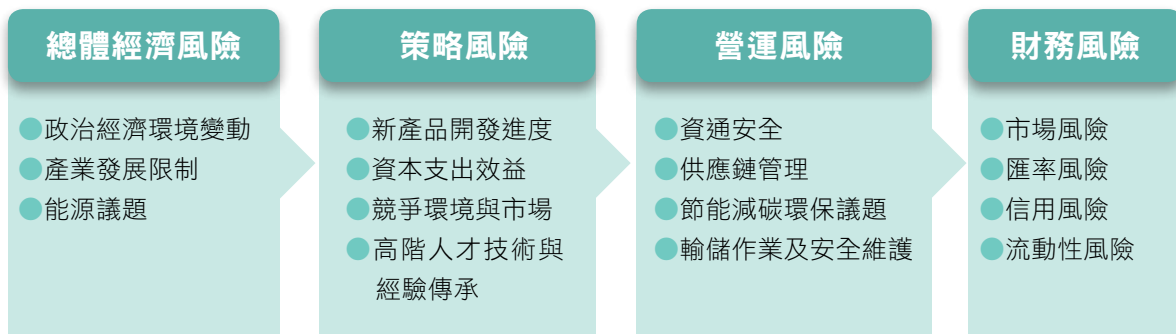 總體經濟風險
●政治經濟環境變動
●產業發展限制
●能源議題
策略風險
●新產品開發進度
●資本支出效益
●競爭環境與市場
●高階人才技術與
經驗傳承
營運風險
●資通安全
●供應鏈管理
●節能減碳環保議題
●輸儲作業及安全維護
財務風險
●市場風險
●匯率風險
●信用風險
●流動性風險